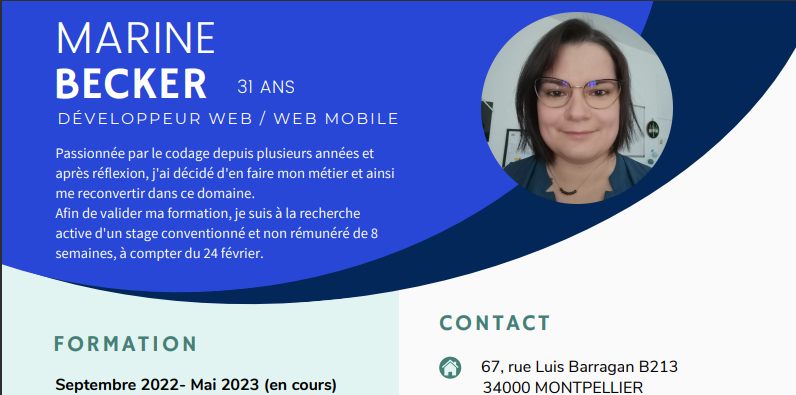 MARINE
BECKER 31 ANS
DÉVELOPPEUR WEB / WEB MOBILE
Passionnée par le codage depuis plusieurs années et
après réflexion, j'ai décidé d'en faire mon métier et ainsi
me reconvertir dans ce domaine.
Afin de valider ma formation, je suis à la recherche
active d'un stage conventionné et non rémunéré de 8
semaines, à compter du 24 février.
FORMATION
Septembre 2022- Mai 2023 (en cours)
CONTACT
67, rue Luis Barragan B213
34000 MONTPELLIER